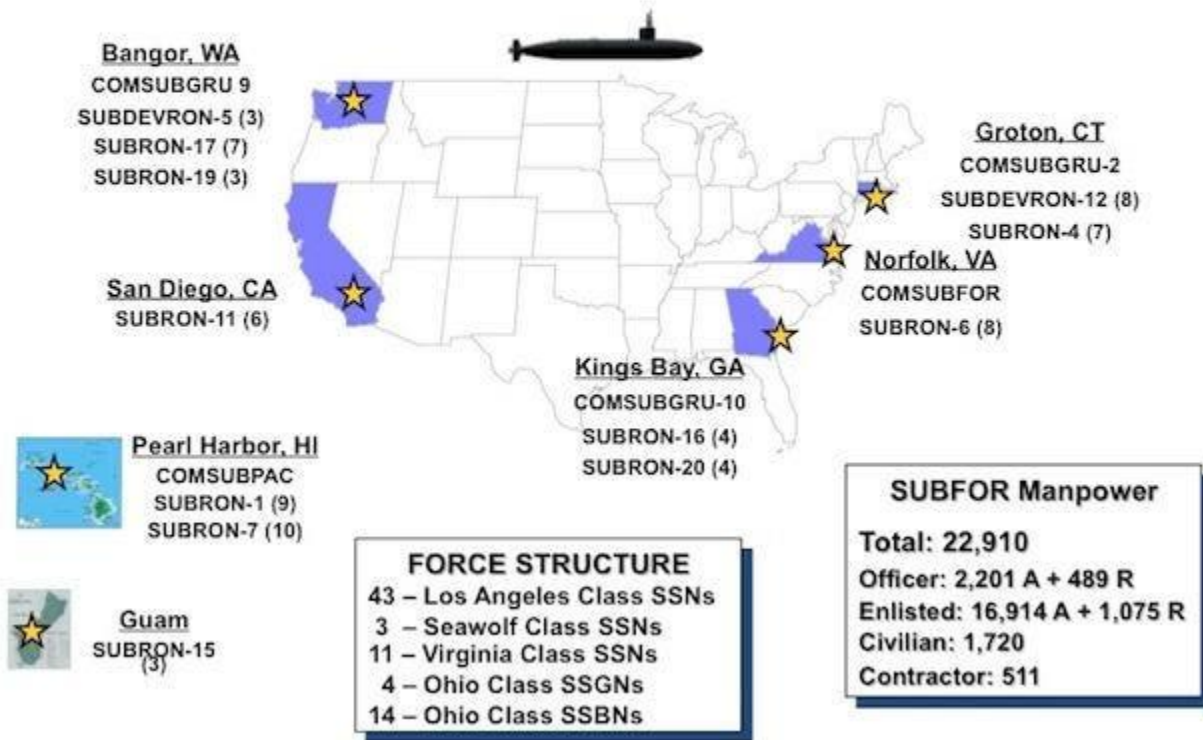 Bangor, WA
COMSUBGRU 9
SUBDEVRON-5 (3)
SUBRON-17 (7)
SUBRON-19 (3)
Groton, CT
COMSUBGRU-2
SUBDEVRON-12 (8)
SUBRON-4 (7)
San Diego, CA
SUBRON-11 (6)
Norfolk, VA
COMSUBFOR
SUBRON-6 (8)
Kings Bay, GA
COMSUBGRU-10
SUBRON-16 (4)
SUBRON-20 (4)
Pearl Harbor, HI
COMSUBPAC
SUBRON-1 (9)
SUBRON-7 (10)
Guam
SUBRON-15
(3)
FORCE STRUCTURE
43 – Los Angeles Class SSNs
3 – Seawolf Class SSNs
11 – Virginia Class SSNs
4 – Ohio Class SSGNs
14 – Ohio Class SSBNs
SUBFOR Manpower
Total: 22,910
Officer: 2,201 A + 489 R
Enlisted: 16,914 A + 1,075 R
Civilian: 1,720
Contractor: 511